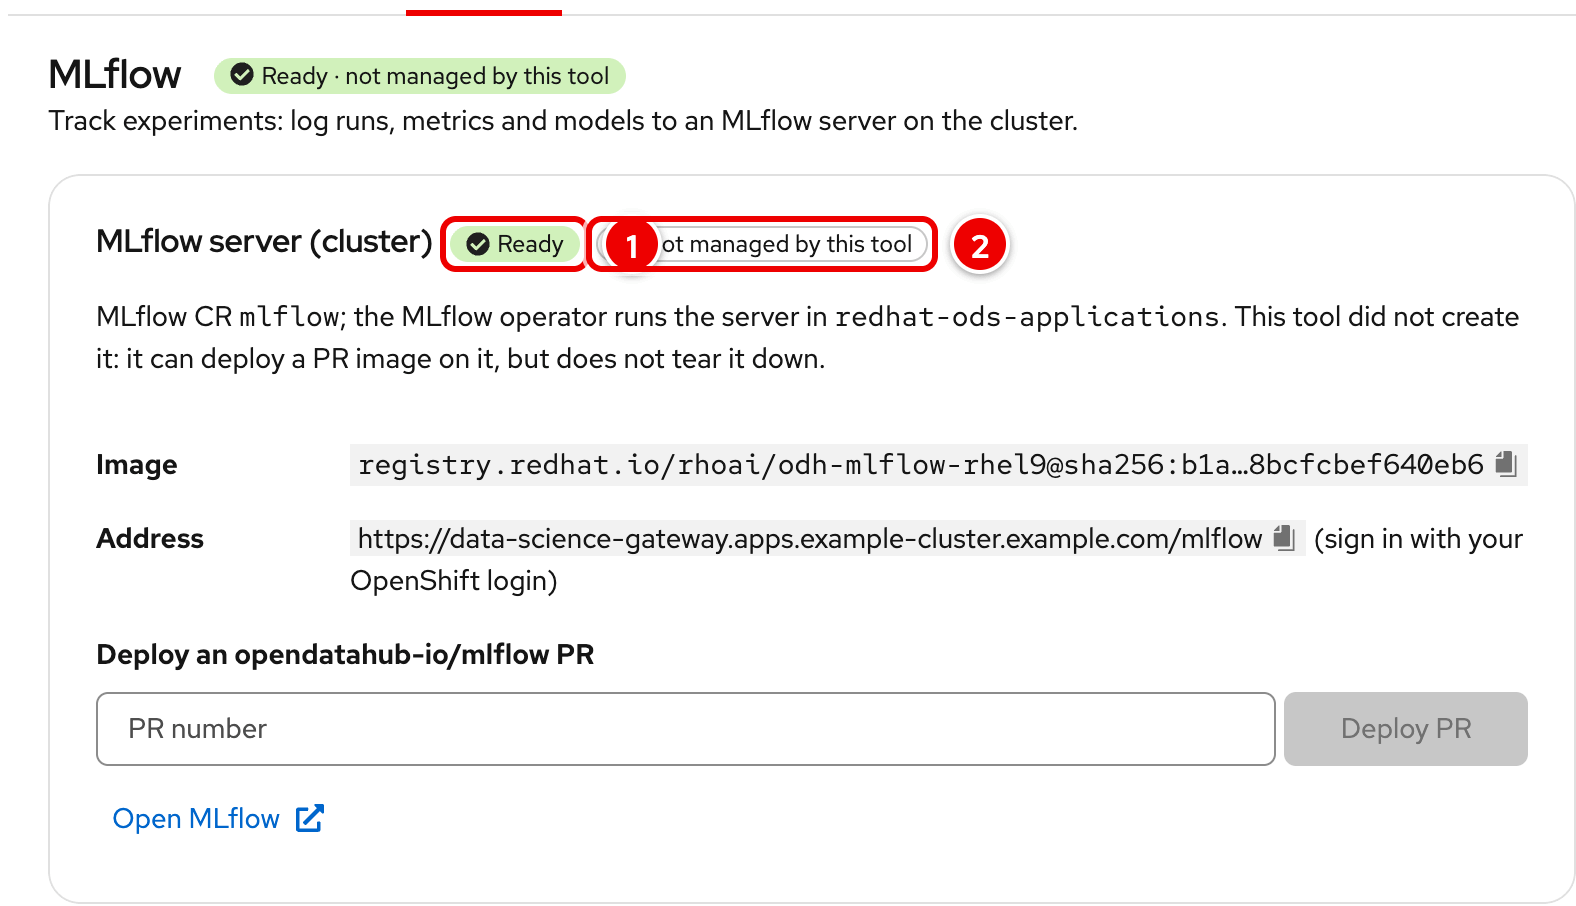 MLflow Ready · not managed by this tool
Track experiments: log runs, metrics and models to an MLflow server on the cluster.
MLflow server (cluster) Ready 1 ot managed by this tool 2
MLflow CR mlflow; the MLflow operator runs the server in redhat-ods-applications. This tool did not create
it: it can deploy a PR image on it, but does not tear it down.
Image registry.redhat.io/rhoai/odh-mlflow-rhel9@sha256:b1a…8bcfcbef640eb6
Address https://data-science-gateway.apps.example-cluster.example.com/mlflow (sign in with your
OpenShift login)
Deploy an opendatahub-io/mlflow PR
PR number Deploy PR
Open MLflow